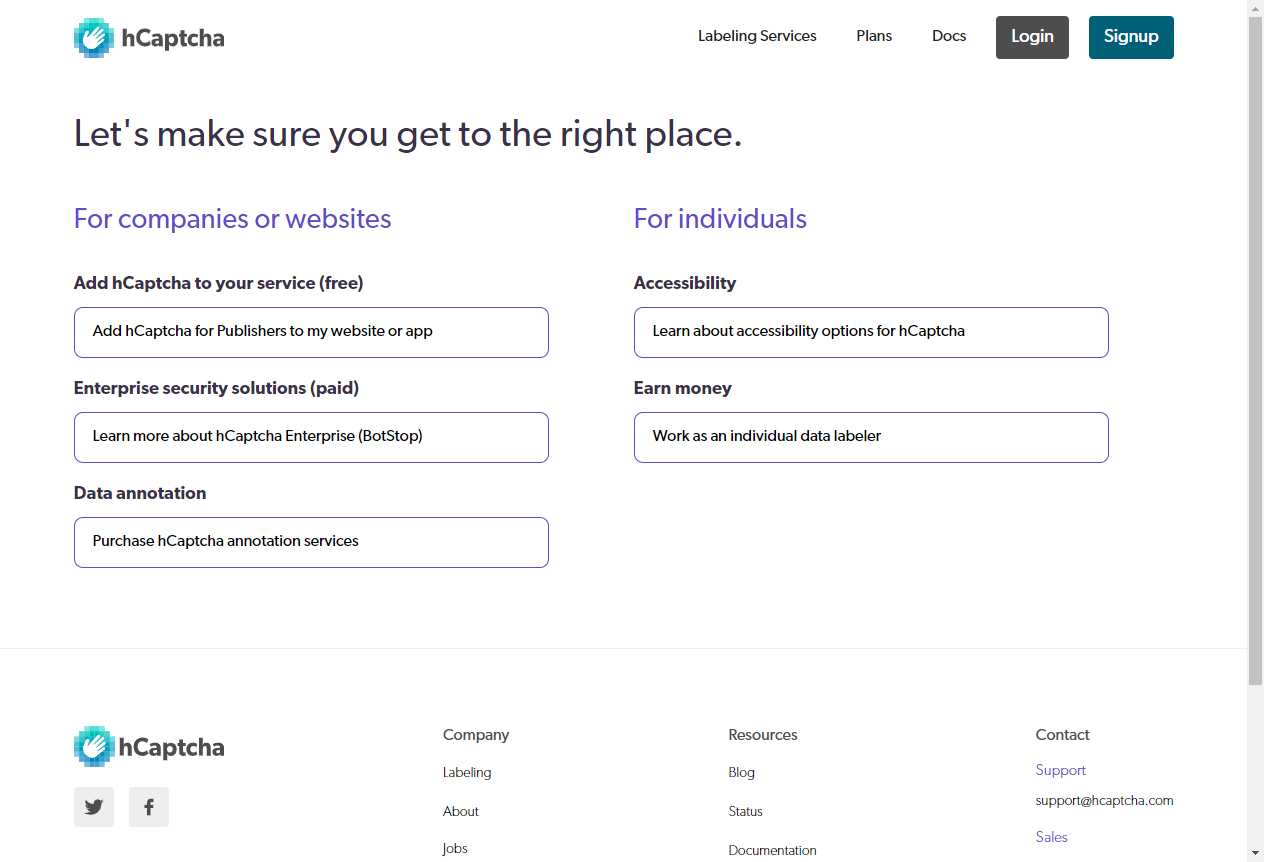 hCaptcha
Labeling Services
Plans
Docs
Login
Signup
Let's make sure you get to the right place.
For companies or websites
Add hCaptcha to your service (free)
Add hCaptcha for Publishers to my website or app
Enterprise security solutions (paid)
Learn more about hCaptcha Enterprise (BotStop)
Data annotation
Purchase hCaptcha annotation services
For individuals
Accessibility
Learn about accessibility options for hCaptcha
Earn money
Work as an individual data labeler
hCaptcha
Company
Labeling
About
Jobs
Resources
Blog
Status
Documentation
Contact
Support
support@hcaptcha.com
Sales